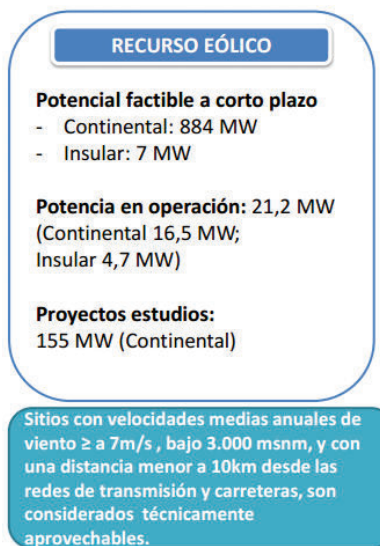 RECURSO EÓLICO
Potencial factible a corto plazo
- Continental: 884 MW
- Insular: 7 MW
Potencia en operación: 21,2 MW
(Continental 16,5 MW;
Insular 4,7 MW)
Proyectos estudios:
155 MW (Continental)
Sitios con velocidades medias anuales de
viento ≥ a 7m/s , bajo 3.000 msnm, y con
una distancia menor a 10km desde las
redes de transmisión y carreteras, son
considerados técnicamente
aprovechables.